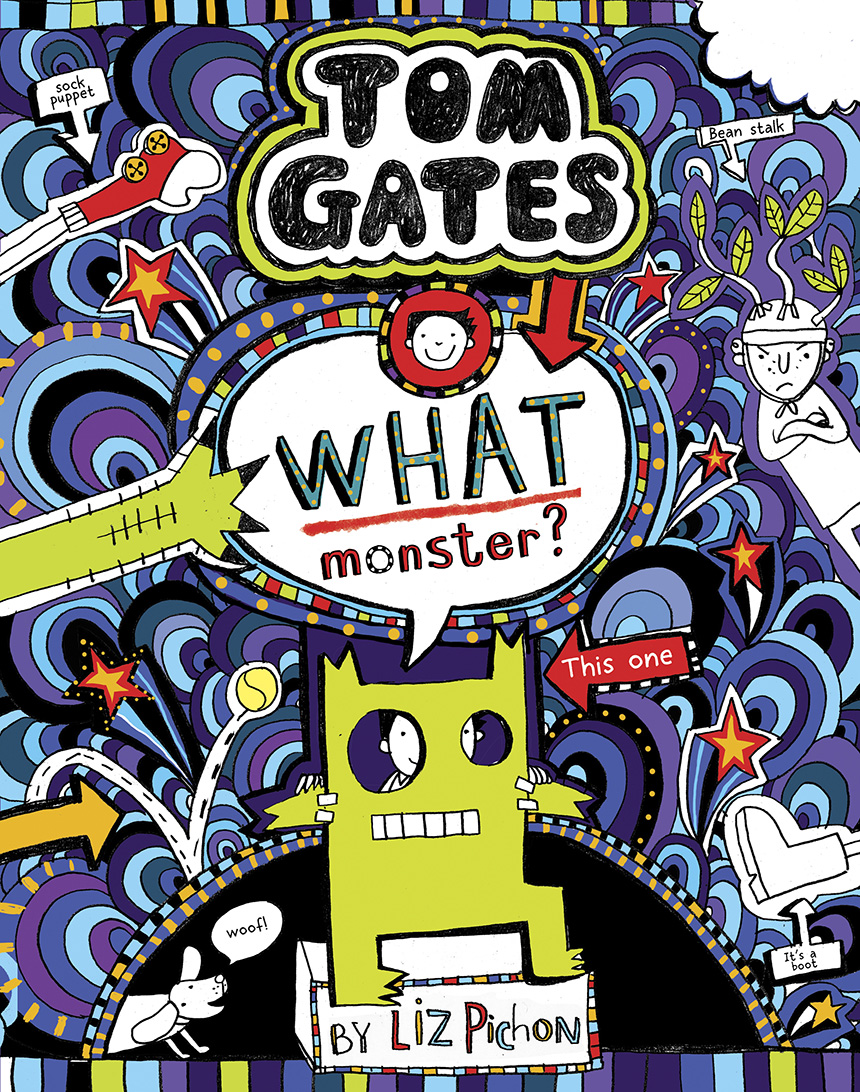 TOM
GATES
sock
puppet
Bean stalk
WHAT
monster?
This one
woof!
It's a
boot
BY LIZ PICHON